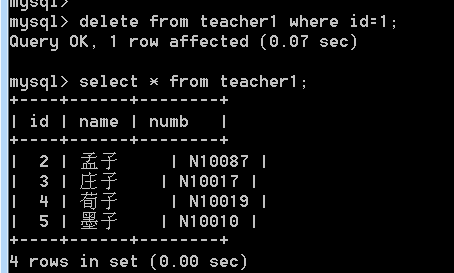 mysql>
mysql> delete from teacher1 where id=1;
Query OK, 1 row affected (0.07 sec)
mysql> select * from teacher1;
+----+------+--------+
| id | name | numb   |
+----+------+--------+
|  2 | 孟子     | N10087 |
|  3 | 庄子    | N10017 |
|  4 | 荀子     | N10019 |
|  5 | 墨子    | N10010 |
+----+------+--------+
4 rows in set (0.00 sec)